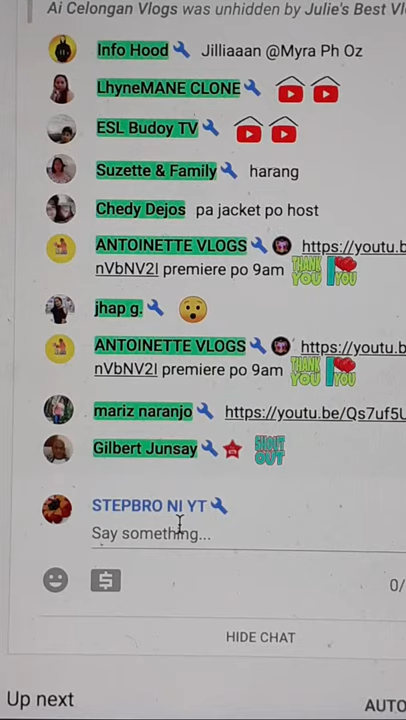 Ai Celongan Vlogs was unhidden by Julie's Best Vl
Info Hood Jilliaaan @Myra Ph Oz
LhyneMANE CLONE
ESL Budoy TV
Suzette & Family harang
Chedy Dejos pa jacket po host
ANTOINETTE VLOGS https://youtu.b
nVbNV2I premiere po 9am THANK YOU I YOU
jhap g.
ANTOINETTE VLOGS https://youtu.b
nVbNV2I premiere po 9am THANK YOU I YOU
mariz naranjo https://youtu.be/Qs7uf5U
Gilbert Junsay SHOUT OUT
STEPBRO NI YT
Say something...
0/
HIDE CHAT
Up next
AUTO